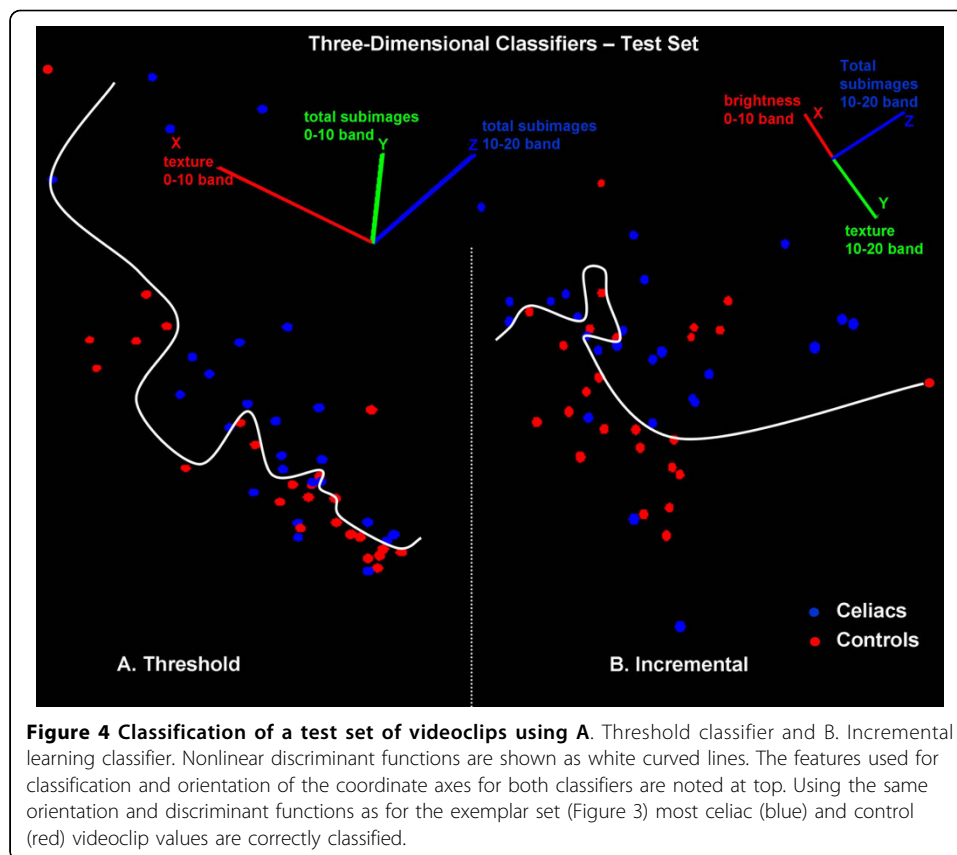 Three-Dimensional Classifiers – Test Set
total subimages
0-10 band
Y
X
texture
0-10 band
total subimages
10-20 band
Z
brightness
0-10 band
X
Total
subimages
10-20 band
Z
Y
texture
10-20 band
Celiacs
Controls
A. Threshold
B. Incremental
Figure 4 Classification of a test set of videoclips using A. Threshold classifier and B. Incremental
learning classifier. Nonlinear discriminant functions are shown as white curved lines. The features used for
classification and orientation of the coordinate axes for both classifiers are noted at top. Using the same
orientation and discriminant functions as for the exemplar set (Figure 3) most celiac (blue) and control
(red) videoclip values are correctly classified.